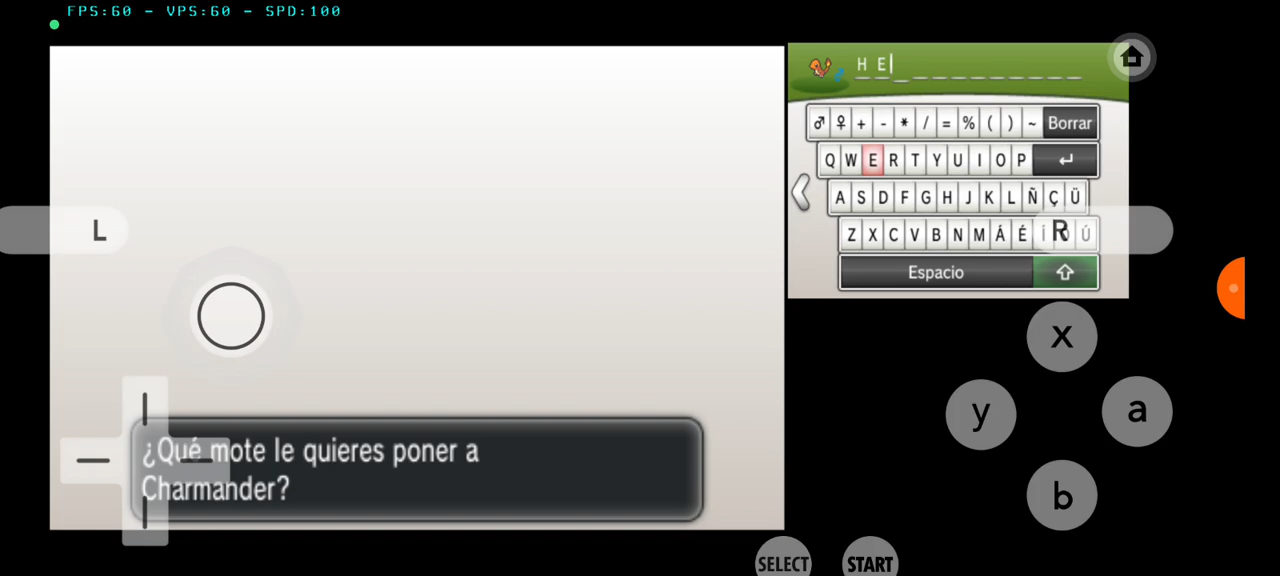 FPS:60 - VPS:60 - SPD:100
H E
♂ ♀ + - * / = % ( ) ~ Borrar
Q W E R T Y U I O P ↵
A S D F G H J K L Ñ Ç Ü
Z X C V B N M Á É Í Ú
Espacio
L
R
¿Qué mote le quieres poner a
Charmander?
x
y
a
b
SELECT
START